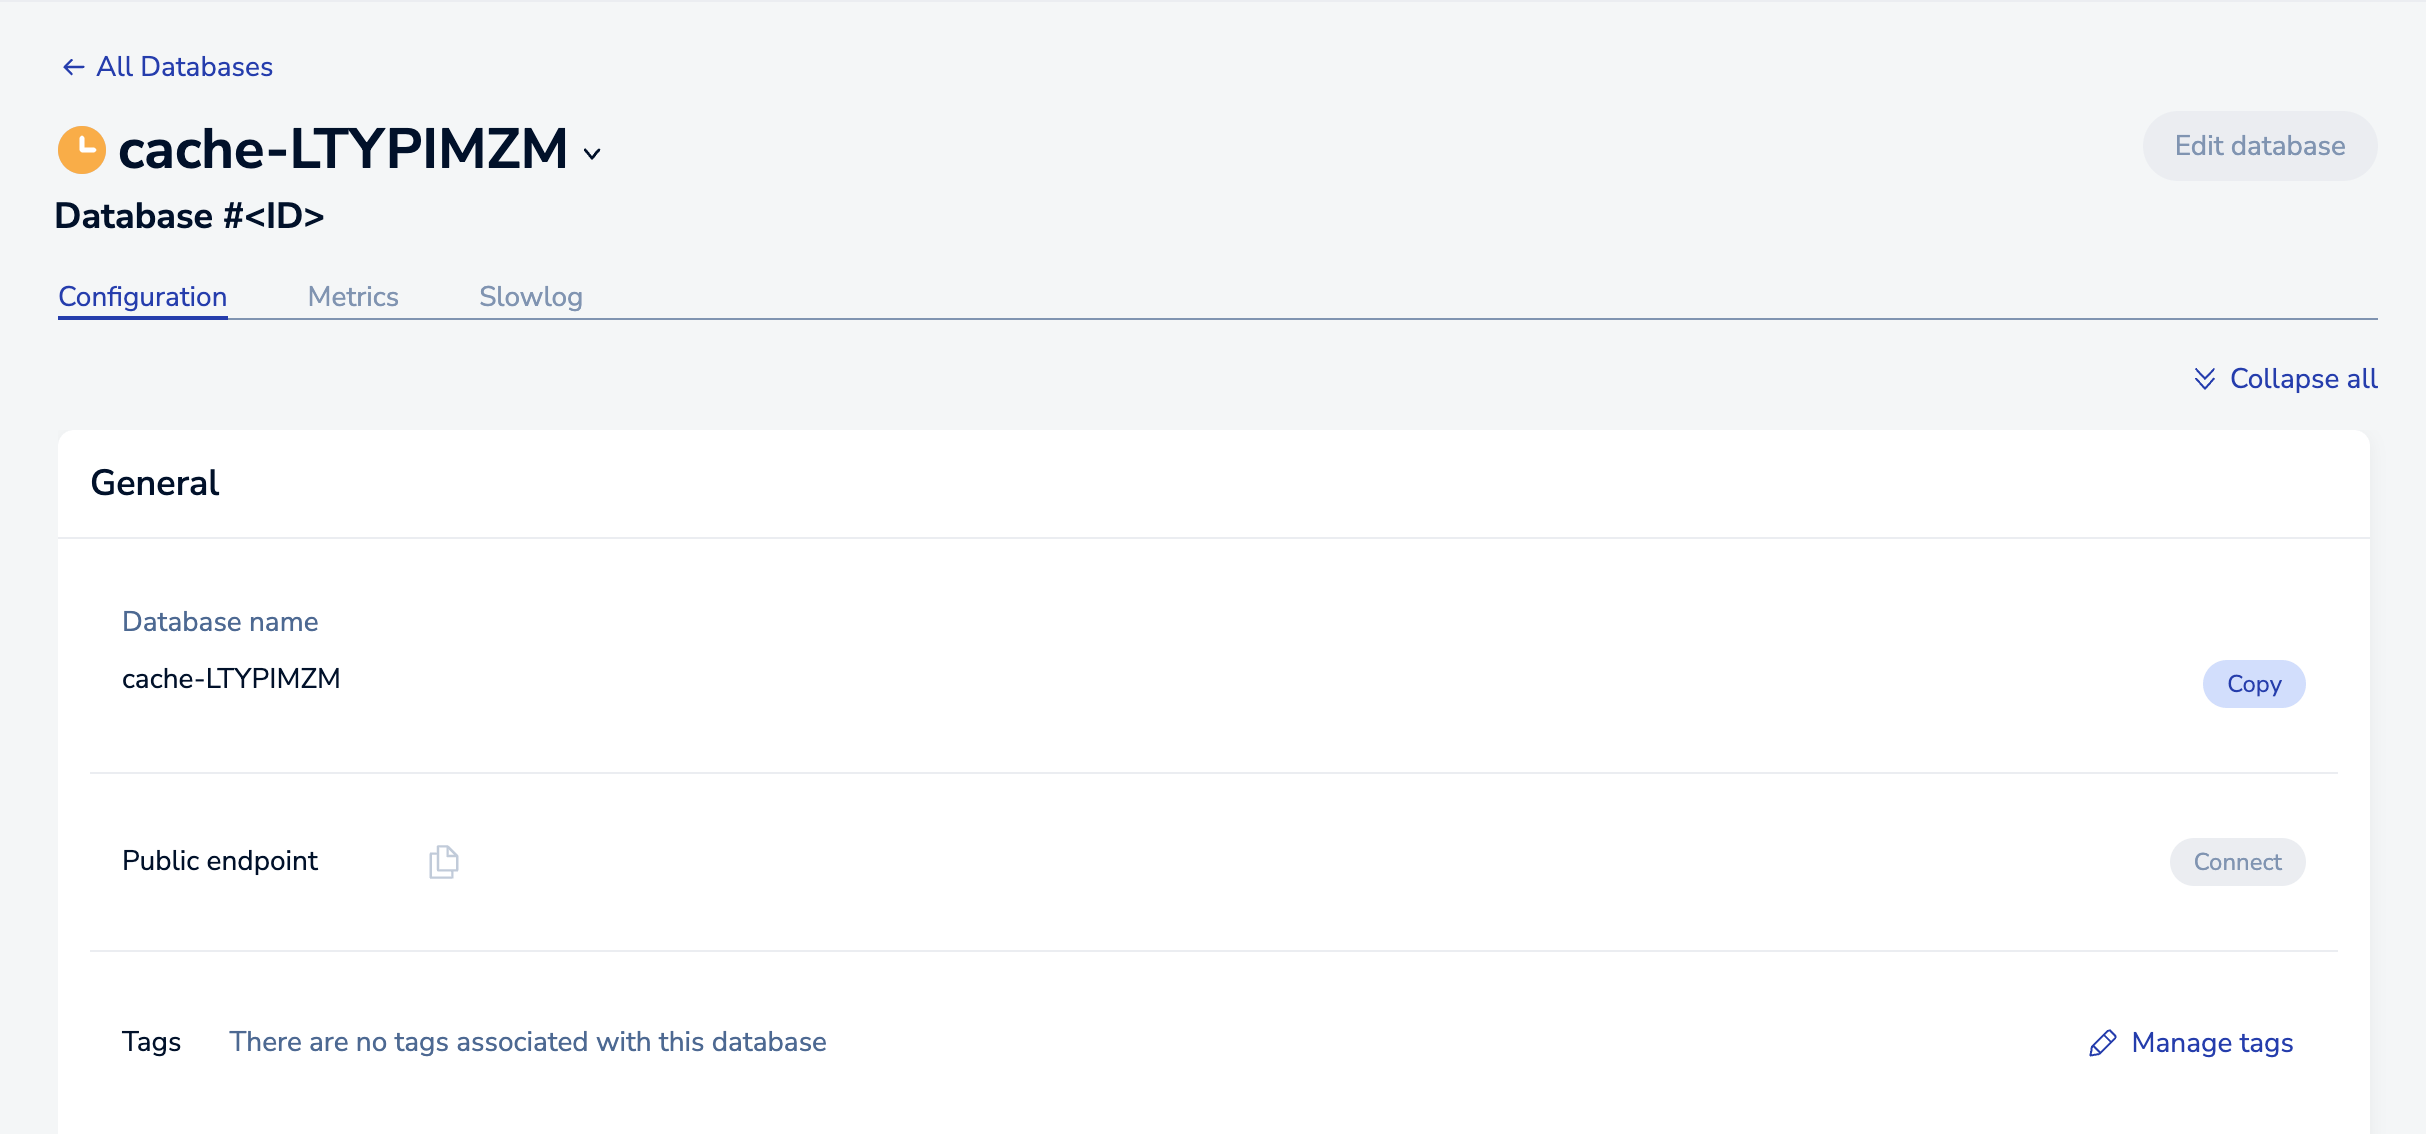 All Databases
cache-LTYPIMZM
Edit database
Database #<ID>
Configuration Metrics Slowlog
Collapse all
General
Database name
cache-LTYPIMZM
Copy
Public endpoint
Connect
Tags There are no tags associated with this database
Manage tags